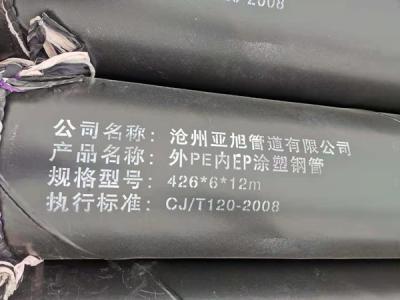 -2008
公司名称: 沧州亚旭管道有限公司
产品名称: 外PE内EP涂塑钢管
规格型号: 426*6*12m
执行标准: CJ/T120-2008